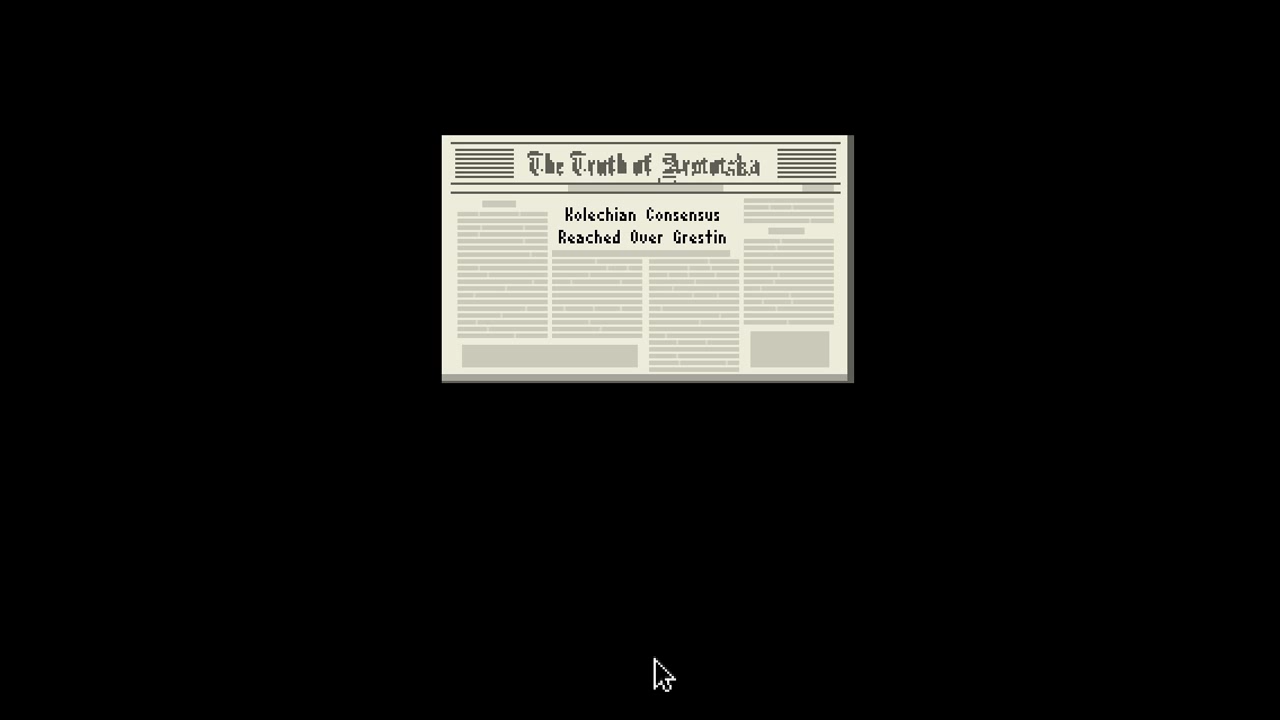 The Truth of Arstotzka
Kolechian Consensus
Reached Over Grestin